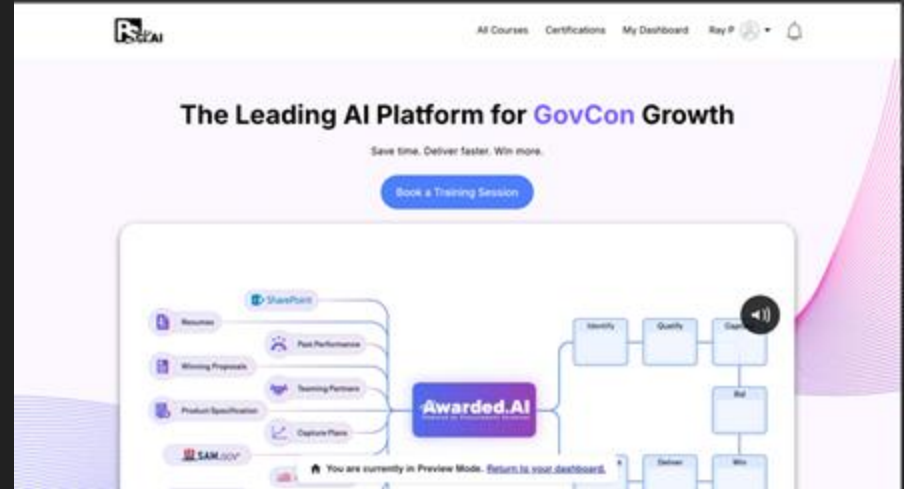 All Courses Certifications My Dashboard Ray P
The Leading AI Platform for GovCon Growth
Save time. Deliver faster. Win more.
Book a Training Session
SharePoint
Resumes
Past Performance
Winning Proposals
Teaming Partners
Product Specification
Capture Plans
SAM.GOV
Awarded.AI
Identify
Qualify
Bid
Deliver
Win
You are currently in Preview Mode. Return to your dashboard.